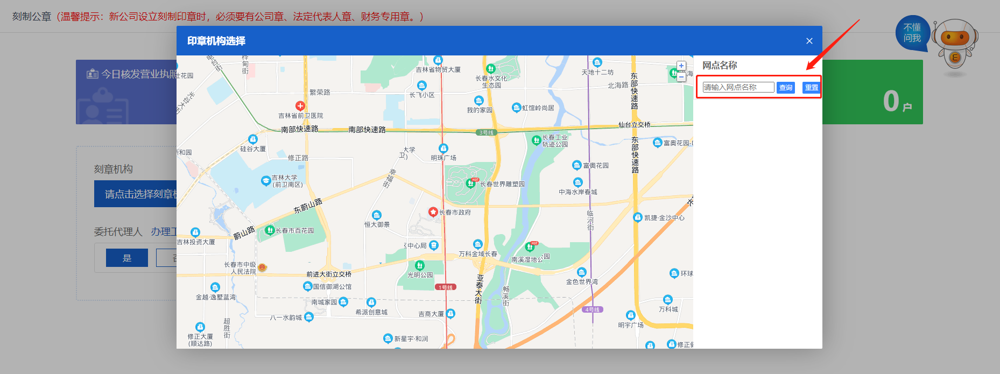 刻制公章（温馨提示：新公司设立刻制印章时，必须要有公司章、法定代表人章、财务专用章。）
不懂
问我
印章机构选择
今日核发营业执照
0 户
刻章机构
请点击选择刻章机
委托代理人 办理工
是
网点名称
请输入网点名称 查询 重置
桦甸街
吉林省物贸大厦
长春水文化
生态园
天地十二坊
北海路
东部快速路
繁荣路
长飞小区
光谷大街
吉林省前卫医院
我的家园
虹馆岭尚居
南部快速路
南部快速路
3号线
仙台立交桥
硅谷大厦
修正路
大学
明珠广场
长春工业
轨迹公园
富奥花园
东部快速路
幸福街
吉林大学
(前卫南区)
HOT
长春世界雕塑园
富奥花园
中海水岸春城
东蔚山路
长春市政府
恒大御景
临河街
凯捷·金沙中心
蔚山路
长春市百花园
吉林投资大厦
中心局
万科金域长春
HOT
南溪湿地公园
长春市中级
人民法院
前进大街立交桥
光明公园
金色世界湾
环球
国信御湖公馆
1号线
亚泰大街
畅溪街
金越·逸墅蓝湾
南城家园
希派创意城
吉商大厦
4号线
万科城
八一水韵城
超胜街
明宇广场
修正大厦
(顺达路)
新星宇·和润